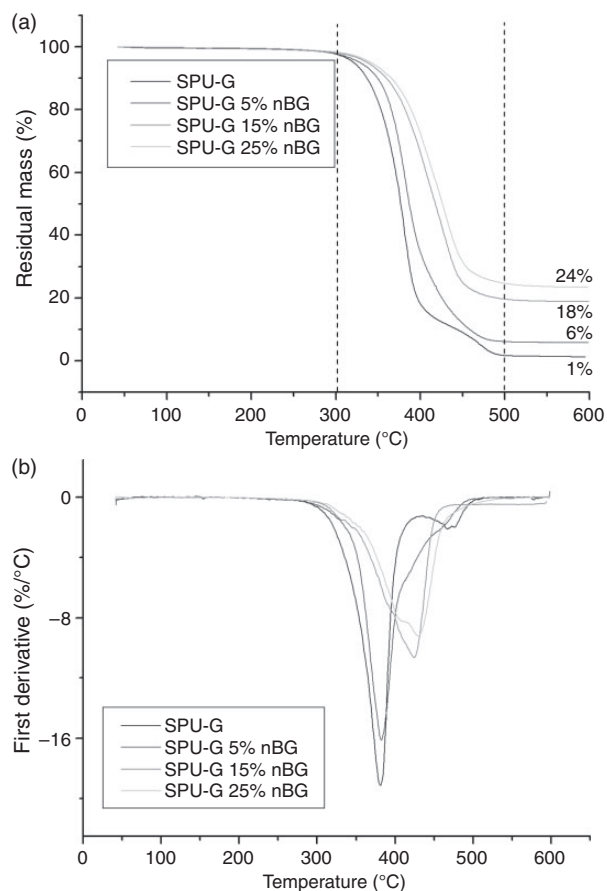 (a)
100
80
60
40
20
0
Residual mass (%)
SPU-G
SPU-G 5% nBG
SPU-G 15% nBG
SPU-G 25% nBG
24%
18%
6%
1%
0 100 200 300 400 500 600
Temperature (°C)
(b)
0
−8
−16
First derivative (%/°C)
SPU-G
SPU-G 5% nBG
SPU-G 15% nBG
SPU-G 25% nBG
0 100 200 300 400 500 600
Temperature (°C)